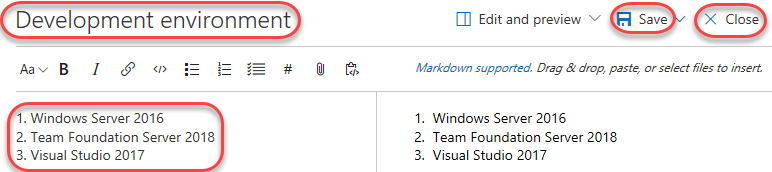 Development environment
Edit and preview
Save
Close
Aa B I </> #
Markdown supported. Drag & drop, paste, or select files to insert.
1. Windows Server 2016
2. Team Foundation Server 2018
3. Visual Studio 2017
1. Windows Server 2016
2. Team Foundation Server 2018
3. Visual Studio 2017